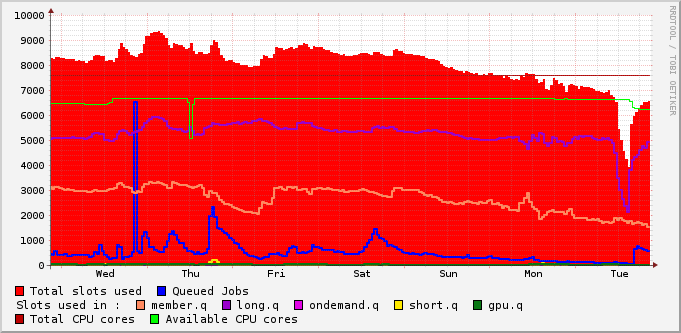 10000
9000
8000
7000
6000
5000
4000
3000
2000
1000
0
Wed Thu Fri Sat Sun Mon Tue
Total slots used Queued Jobs
Slots used in : member.q long.q ondemand.q short.q gpu.q
Total CPU cores Available CPU cores
RRDTOOL / TOBI OETIKER